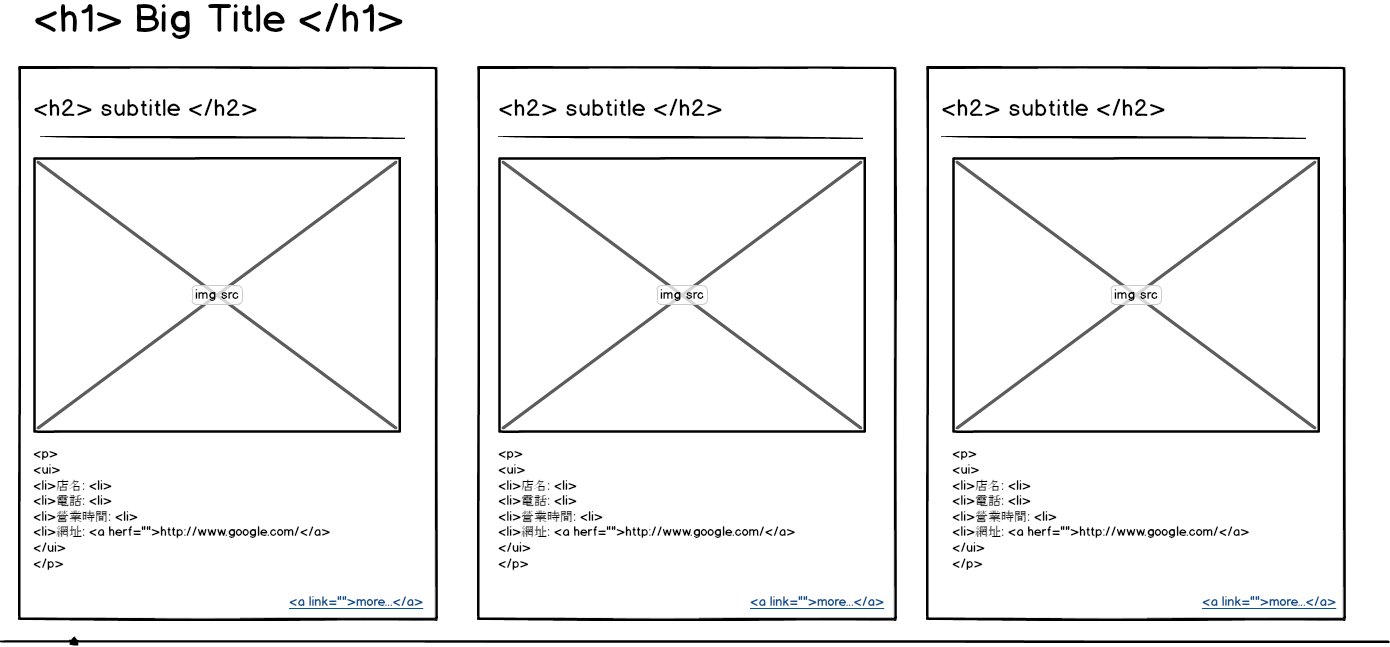 <h1> Big Title </h1>
<h2> subtitle </h2>
img src
<p>
<ui>
<li>店名: <li>
<li>電話: <li>
<li>營業時間: <li>
<li>網址: <a herf="">http://www.google.com/</a>
</ui>
</p>
<a link="">more...</a>
<h2> subtitle </h2>
img src
<p>
<ui>
<li>店名: <li>
<li>電話: <li>
<li>營業時間: <li>
<li>網址: <a herf="">http://www.google.com/</a>
</ui>
</p>
<a link="">more...</a>
<h2> subtitle </h2>
img src
<p>
<ui>
<li>店名: <li>
<li>電話: <li>
<li>營業時間: <li>
<li>網址: <a herf="">http://www.google.com/</a>
</ui>
</p>
<a link="">more...</a>